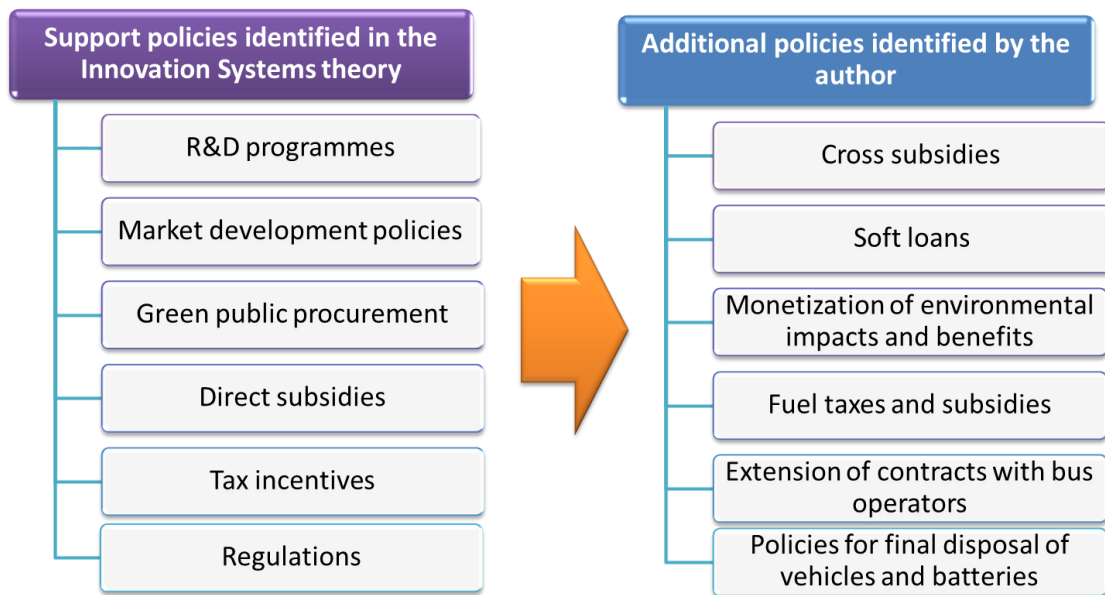 Support policies identified in the
Innovation Systems theory
R&D programmes
Market development policies
Green public procurement
Direct subsidies
Tax incentives
Regulations
Additional policies identified by the
author
Cross subsidies
Soft loans
Monetization of environmental
impacts and benefits
Fuel taxes and subsidies
Extension of contracts with bus
operators
Policies for final disposal of
vehicles and batteries